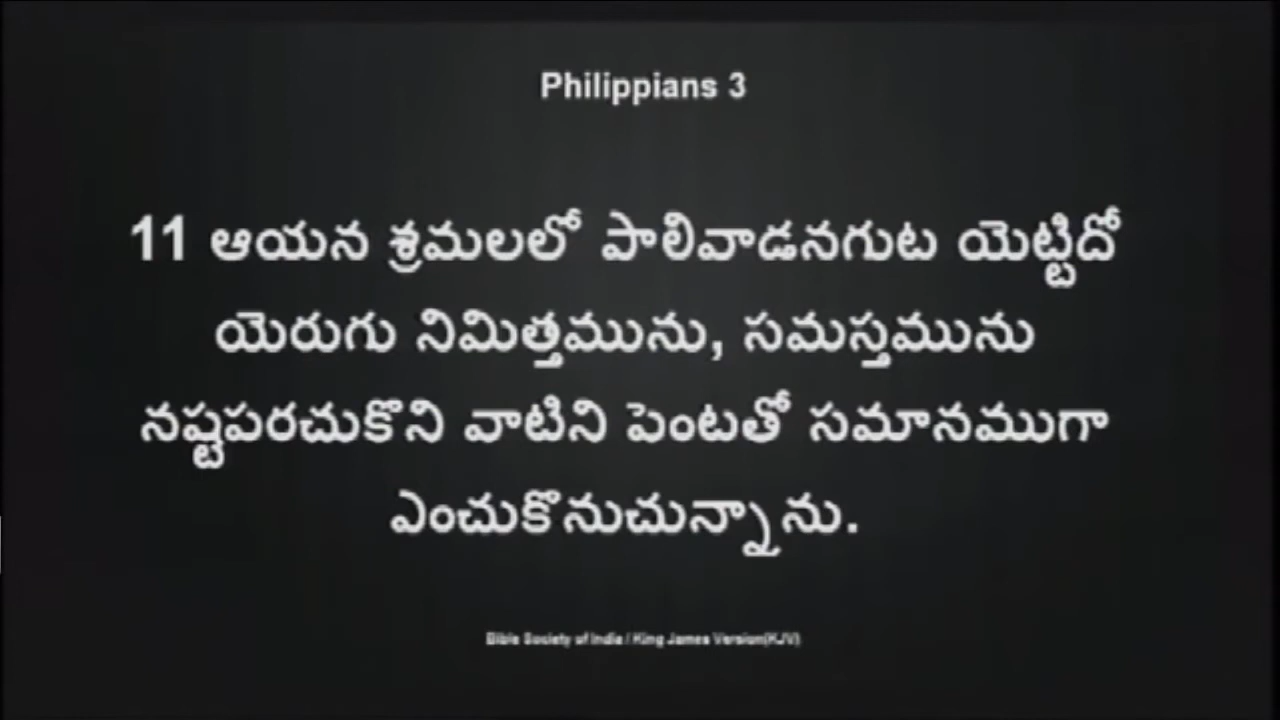 Philippians 3
11 ఆయన శ్రమలలో పాలివాడనగుట యెట్టిదో
యెరుగు నిమిత్తమును, సమస్తమును
నష్టపరచుకొని వాటిని పెంటతో సమానముగా
ఎంచుకొనుచున్నాను.
Bible Society of India / King James Version(KJV)